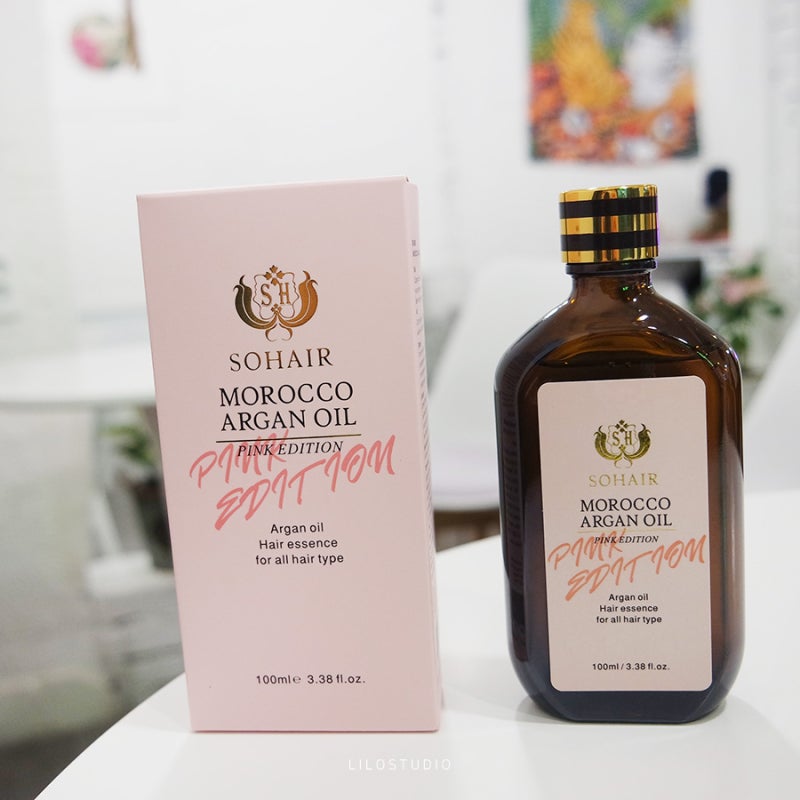 SH
SOHAIR
MOROCCO
ARGAN OIL
PINK EDITION
PINK
EDITION
Argan oil
Hair essence
for all hair type
100ml℮ 3.38 fl.oz.
SH
SOHAIR
MOROCCO
ARGAN OIL
PINK EDITION
PINK
EDITION
Argan oil
Hair essence
for all hair type
100ml / 3.38 fl.oz.
LILOSTUDIO